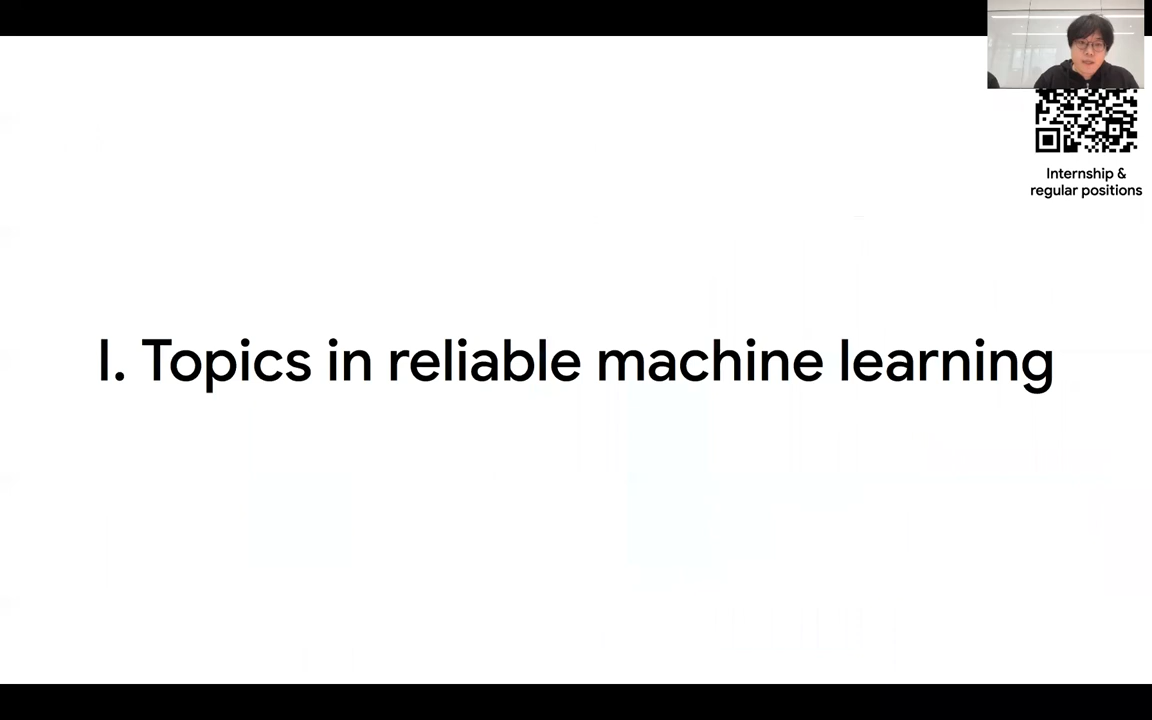 Internship &
regular positions
I. Topics in reliable machine learning